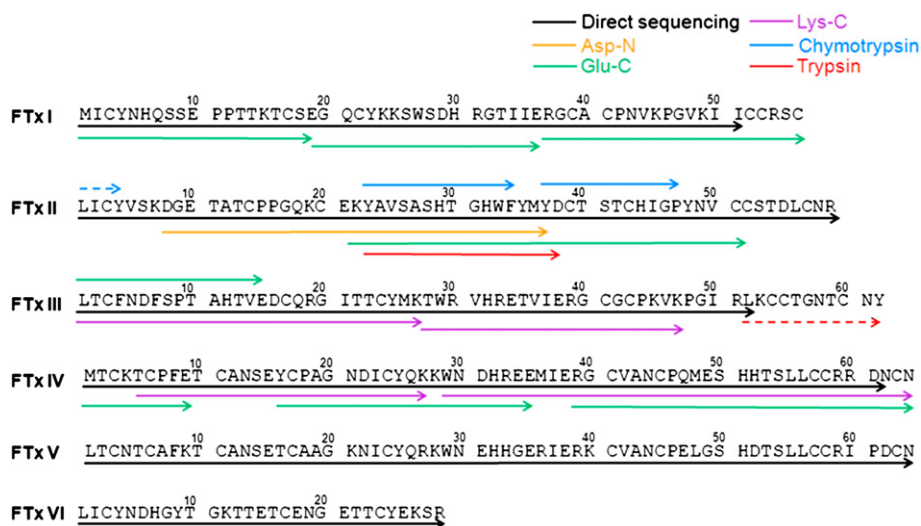 Direct sequencing Lys-C
Asp-N Chymotrypsin
Glu-C Trypsin
10 20 30 40 50
FTx I MICYNHQSSE PPTTKTCSEG QCYKKSWSDH RGTIIERGCA CPNVKPGVKI ICCRSC
10 20 30 40 50
FTx II LICYVSKDGE TATCPPGQKC EKYAVSASHT GHWFYMYDCT STCHIGPYNV CCSTDLCNR
10 20 30 40 50 60
FTx III LTCFNDFSPT AHTVEDCQRG ITTCYMKTWR VHRETVIERG CGCPKVKPGI RLKCCTGNTC NY
10 20 30 40 50 60
FTx IV MTCKTCPFET CANSEYCPAG NDICYQKKWN DHREEMIERG CVANCPQMES HHTSLLCCRR DNCN
10 20 30 40 50 60
FTx V LTCNTCAFKT CANSETCAAG KNICYQRKWN EHHGERIERK CVANCPELGS HDTSLLCCRI PDCN
10 20
FTx VI LICYNDHGYT GKTTETCENG ETTCYEKSR